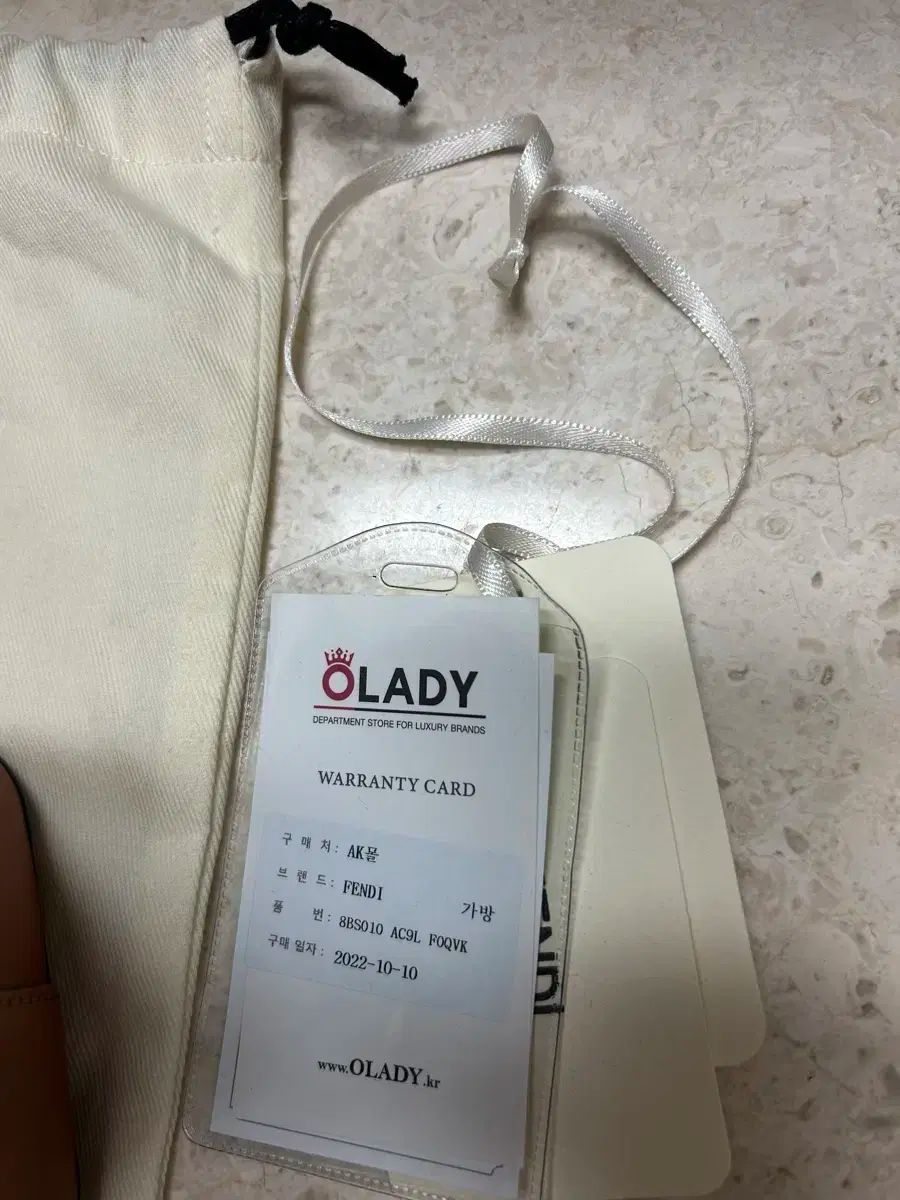 OLADY
DEPARTMENT STORE FOR LUXURY BRANDS
WARRANTY CARD
구 매 처 : AK몰
브 랜 드 : FENDI 가방
품 번 : 8BS010 AC9L F0QVK
구매 일자 : 2022-10-10
www.OLADY.kr